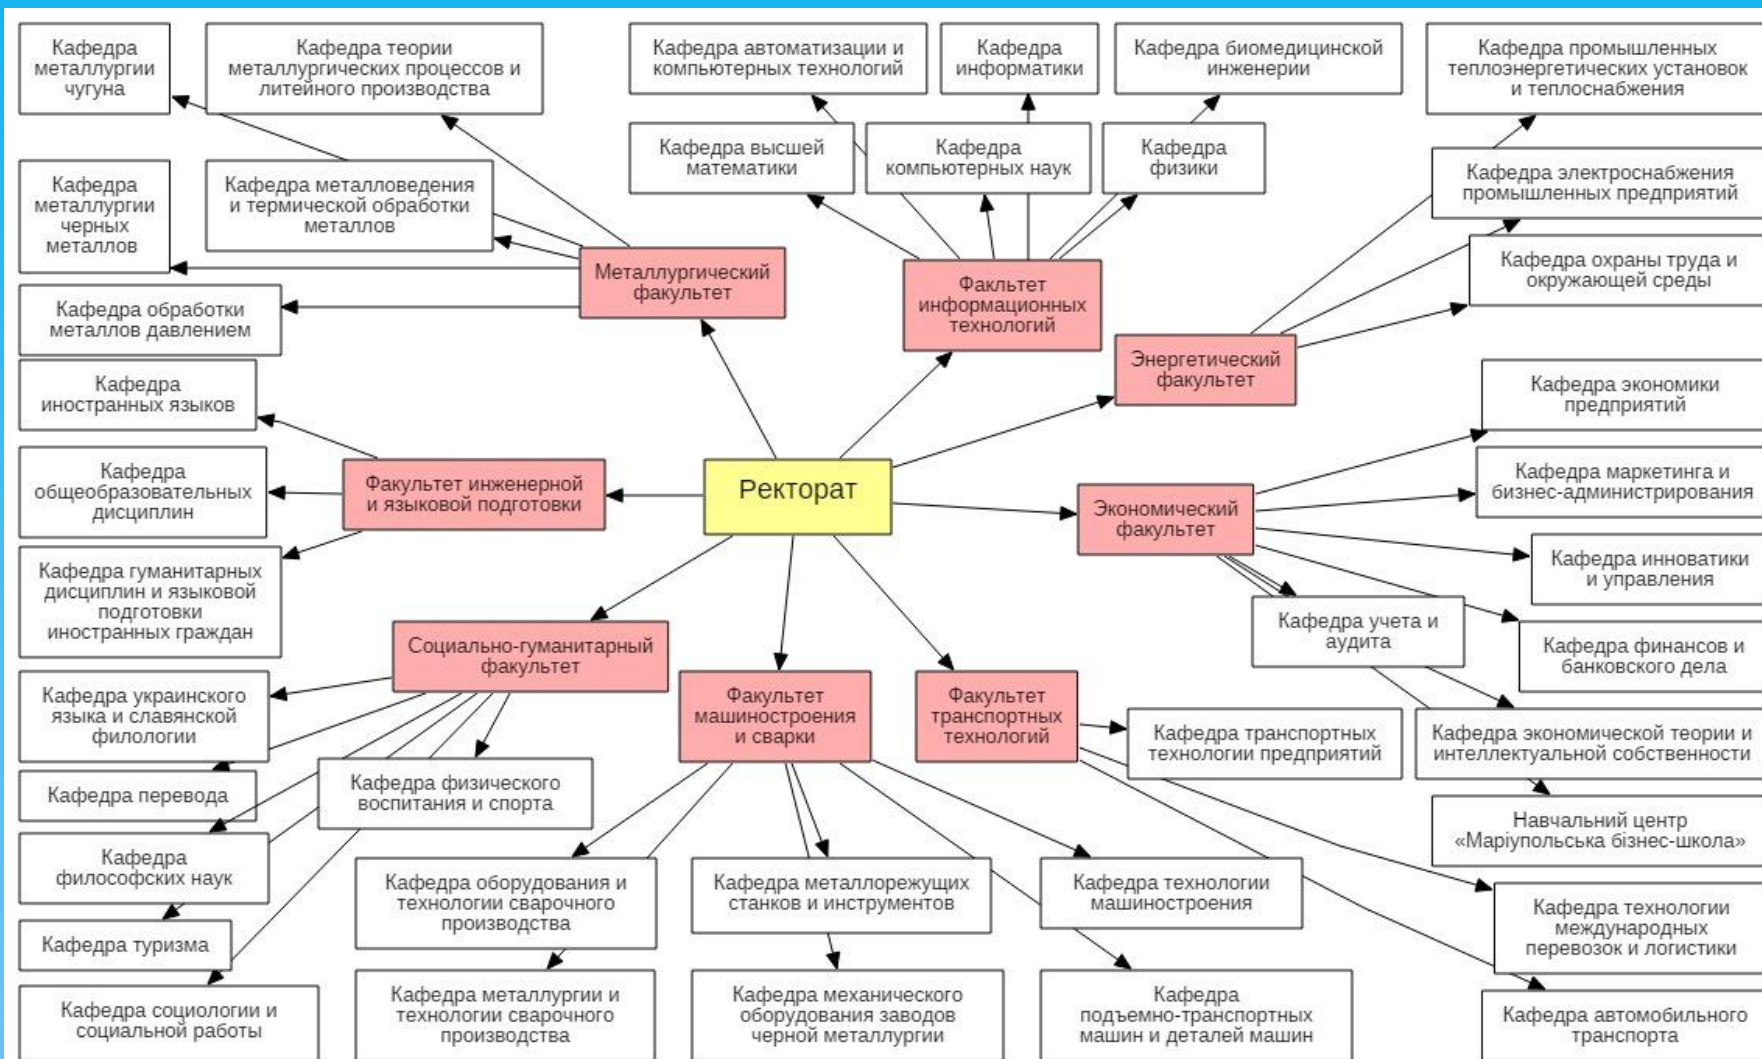 Кафедра
металлургии
чугуна
Кафедра теории
металлургических процессов и
литейного производства
Кафедра автоматизации и
компьютерных технологий
Кафедра
информатики
Кафедра биомедицинской
инженерии
Кафедра промышленных
теплоэнергетических установок
и теплоснабжения
Кафедра высшей
математики
Кафедра
компьютерных наук
Кафедра
физики
Кафедра
металлургии
черных
металлов
Кафедра металловедения
и термической обработки
металлов
Кафедра электроснабжения
промышленных предприятий
Кафедра охраны труда и
окружающей среды
Металлургический
факультет
Факльтет
информационных
технологий
Кафедра обработки
металлов давлением
Энергетический
факультет
Кафедра
иностранных языков
Кафедра экономики
предприятий
Кафедра
общеобразовательных
дисциплин
Факультет инженерной
и языковой подготовки
Ректорат
Экономический
факультет
Кафедра маркетинга и
бизнес-администрирования
Кафедра инноватики
и управления
Кафедра гуманитарных
дисциплин и языковой
подготовки
иностранных граждан
Кафедра учета и
аудита
Кафедра финансов и
банковского дела
Социально-гуманитарный
факультет
Кафедра украинского
языка и славянской
филологии
Факультет
машиностроения
и сварки
Факультет
транспортных
технологий
Кафедра транспортных
технологии предприятий
Кафедра экономической теории и
интеллектуальной собственности
Кафедра перевода
Кафедра физического
воспитания и спорта
Навчальний центр
«Маріупольська бізнес-школа»
Кафедра
философских наук
Кафедра оборудования и
технологии сварочного
производства
Кафедра металлорежущих
станков и инструментов
Кафедра технологии
машиностроения
Кафедра технологии
международных
перевозок и логистики
Кафедра туризма
Кафедра социологии и
социальной работы
Кафедра металлургии и
технологии сварочного
производства
Кафедра механического
оборудования заводов
черной металлургии
Кафедра
подъемно-транспортных
машин и деталей машин
Кафедра автомобильного
транспорта